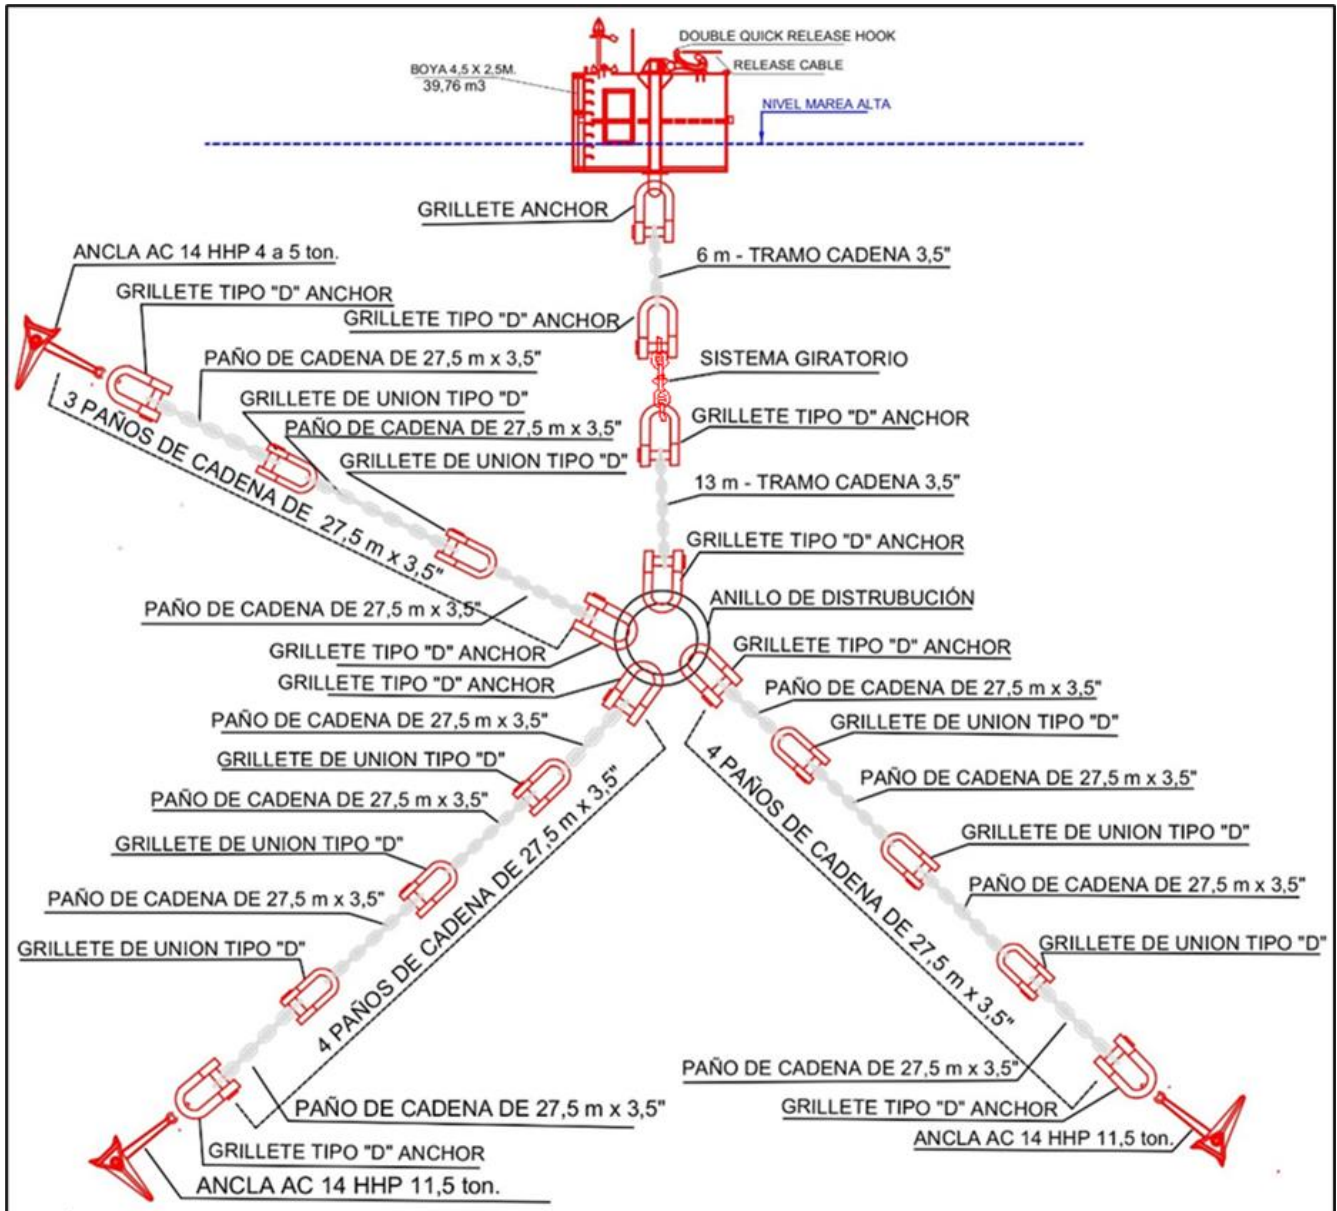 DOUBLE QUICK RELEASE HOOK
RELEASE CABLE
BOYA 4,5 X 2,5M.
39,76 m3
NIVEL MAREA ALTA
GRILLETE ANCHOR
6 m - TRAMO CADENA 3,5"
ANCLA AC 14 HHP 4 a 5 ton.
GRILLETE TIPO "D" ANCHOR
GRILLETE TIPO "D" ANCHOR
PAÑO DE CADENA DE 27,5 m x 3,5"
SISTEMA GIRATORIO
GRILLETE DE UNION TIPO "D"
PAÑO DE CADENA DE 27,5 m x 3,5"
GRILLETE TIPO "D" ANCHOR
GRILLETE DE UNION TIPO "D"
3 PAÑOS DE CADENA DE 27,5 m x 3,5"
13 m - TRAMO CADENA 3,5"
GRILLETE TIPO "D" ANCHOR
PAÑO DE CADENA DE 27,5 m x 3,5"
ANILLO DE DISTRUBUCIÓN
GRILLETE TIPO "D" ANCHOR
GRILLETE TIPO "D" ANCHOR
GRILLETE TIPO "D" ANCHOR
PAÑO DE CADENA DE 27,5 m x 3,5"
PAÑO DE CADENA DE 27,5 m x 3,5"
GRILLETE DE UNION TIPO "D"
GRILLETE DE UNION TIPO "D"
PAÑO DE CADENA DE 27,5 m x 3,5"
PAÑO DE CADENA DE 27,5 m x 3,5"
GRILLETE DE UNION TIPO "D"
GRILLETE DE UNION TIPO "D"
4 PAÑOS DE CADENA DE 27,5 m x 3,5"
4 PAÑOS DE CADENA DE 27,5 m x 3,5"
PAÑO DE CADENA DE 27,5 m x 3,5"
PAÑO DE CADENA DE 27,5 m x 3,5"
GRILLETE DE UNION TIPO "D"
GRILLETE DE UNION TIPO "D"
PAÑO DE CADENA DE 27,5 m x 3,5"
PAÑO DE CADENA DE 27,5 m x 3,5"
GRILLETE TIPO "D" ANCHOR
ANCLA AC 14 HHP 11,5 ton.
GRILLETE TIPO "D" ANCHOR
ANCLA AC 14 HHP 11,5 ton.